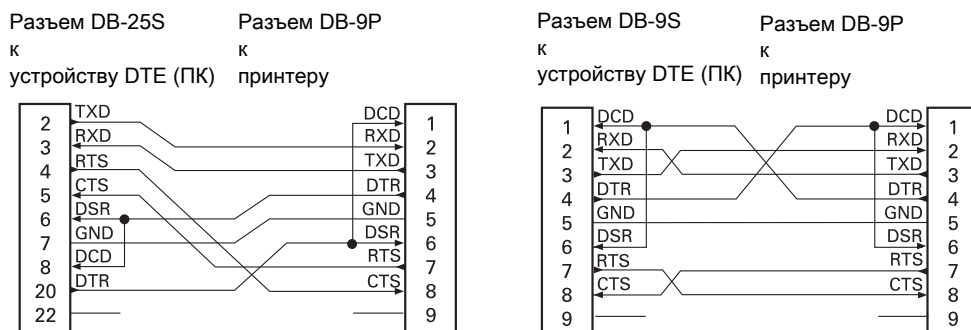 Разъем DB-25S
к
устройству DTE (ПК)
Разъем DB-9P
к
принтеру
2 TXD DCD 1
3 RXD RXD 2
4 RTS TXD 3
5 CTS DTR 4
6 DSR GND 5
7 GND DSR 6
8 DCD RTS 7
20 DTR CTS 8
22 9
Разъем DB-9S
к
устройству DTE (ПК)
Разъем DB-9P
к
принтеру
1 DCD DCD 1
2 RXD RXD 2
3 TXD TXD 3
4 DTR DTR 4
5 GND GND 5
6 DSR DSR 6
7 RTS RTS 7
8 CTS CTS 8
9 9